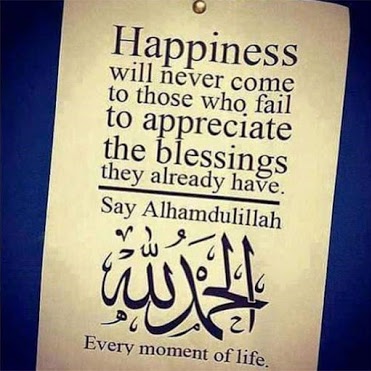 Happiness
will never come
to those who fail
to appreciate
the blessings
they already have.
Say Alhamdulillah
الحمد لله
Every moment of life.